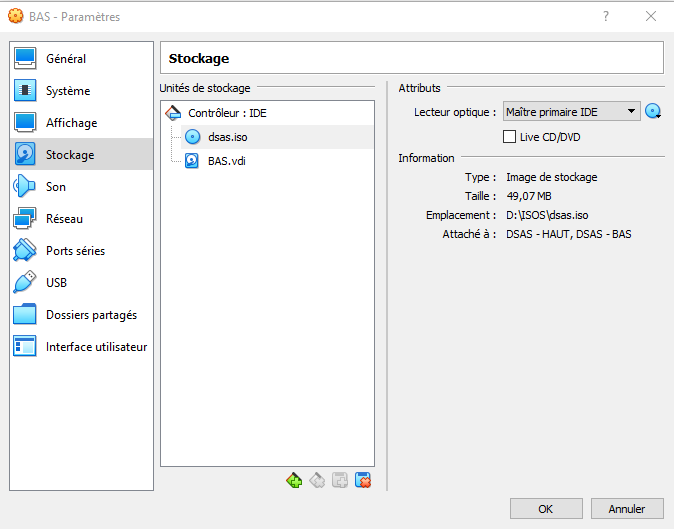 BAS - Paramètres
Général
Système
Affichage
Stockage
Son
Réseau
Ports séries
USB
Dossiers partagés
Interface utilisateur
Stockage
Unités de stockage
Contrôleur : IDE
dsas.iso
BAS.vdi
Attributs
Lecteur optique : Maître primaire IDE
Live CD/DVD
Information
Type : Image de stockage
Taille : 49,07 MB
Emplacement : D:\ISOS\dsas.iso
Attaché à : DSAS - HAUT, DSAS - BAS
OK Annuler